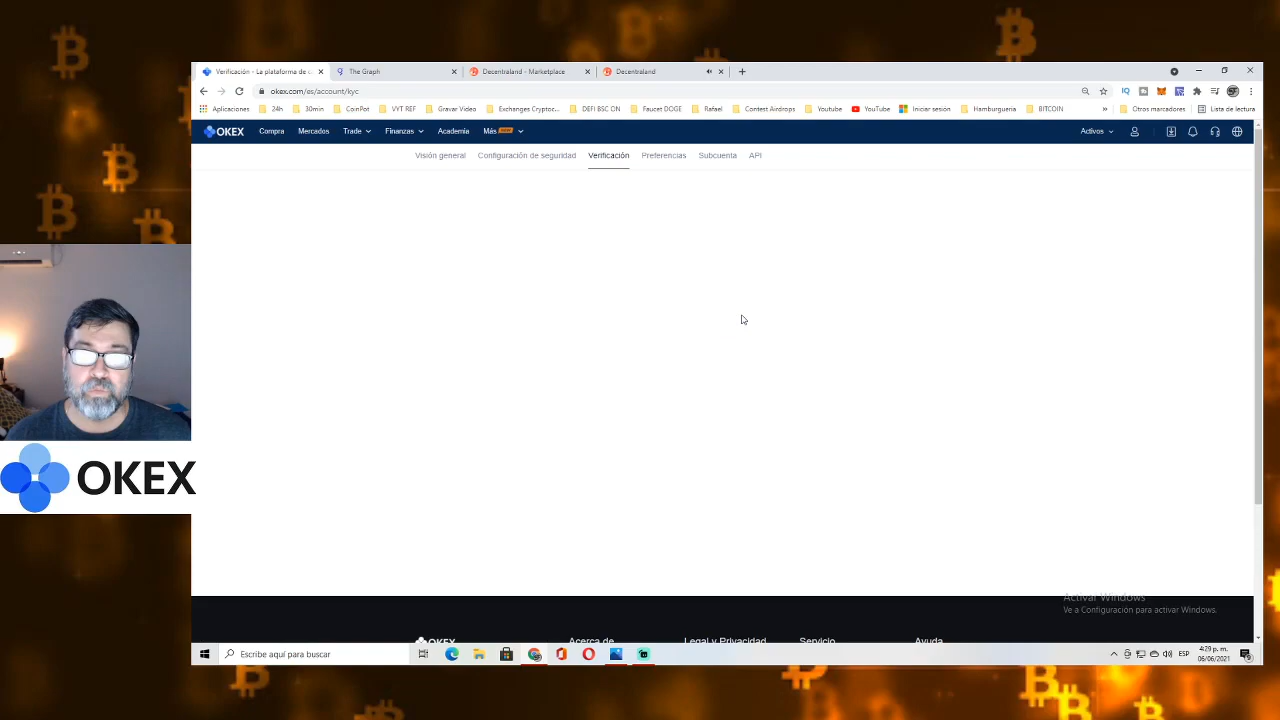 Verificación - La plataforma de c
The Graph
Decentraland - Marketplace
Decentraland
okex.com/es/account/kyc
Aplicaciones
24h
30min
CoinPot
VYT REF
Gravar Video
Exchanges Cryptoc...
DEFI BSC ON
Faucet DOGE
Rafael
Contest Airdrops
Youtube
YouTube
Iniciar sesión
Hamburgueria
BITCOIN
»
Otros marcadores
Lista de lectura
OKEX
Compra
Mercados
Trade
Finanzas
Academia
Más
Activos
Visión general
Configuración de seguridad
Verificación
Preferencias
Subcuenta
API
OKEX
Activar Windows
Ve a Configuración para activar Windows.
OKEX
Acerca de
Legal y Privacidad
Servicio
Ayuda
Escribe aquí para buscar
ESP
4:29 p. m.
06/06/2021